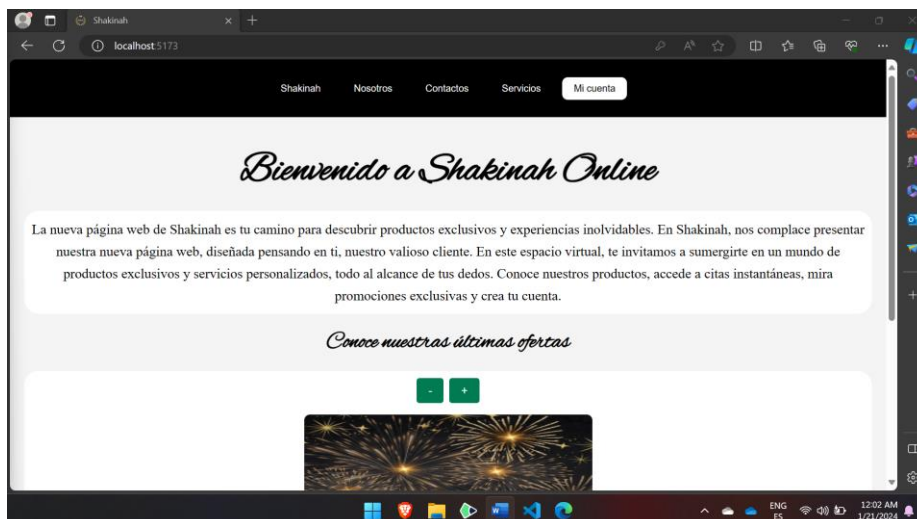 Shakinah
localhost:5173
Shakinah
Nosotros
Contactos
Servicios
Mi cuenta
Bienvenido a Shakinah Online
La nueva página web de Shakinah es tu camino para descubrir productos exclusivos y experiencias inolvidables. En Shakinah, nos complace presentar
nuestra nueva página web, diseñada pensando en ti, nuestro valioso cliente. En este espacio virtual, te invitamos a sumergirte en un mundo de
productos exclusivos y servicios personalizados, todo al alcance de tus dedos. Conoce nuestros productos, accede a citas instantáneas, mira
promociones exclusivas y crea tu cuenta.
Conoce nuestras últimas ofertas
- +
ENG
ES
12:02 AM
1/21/2024